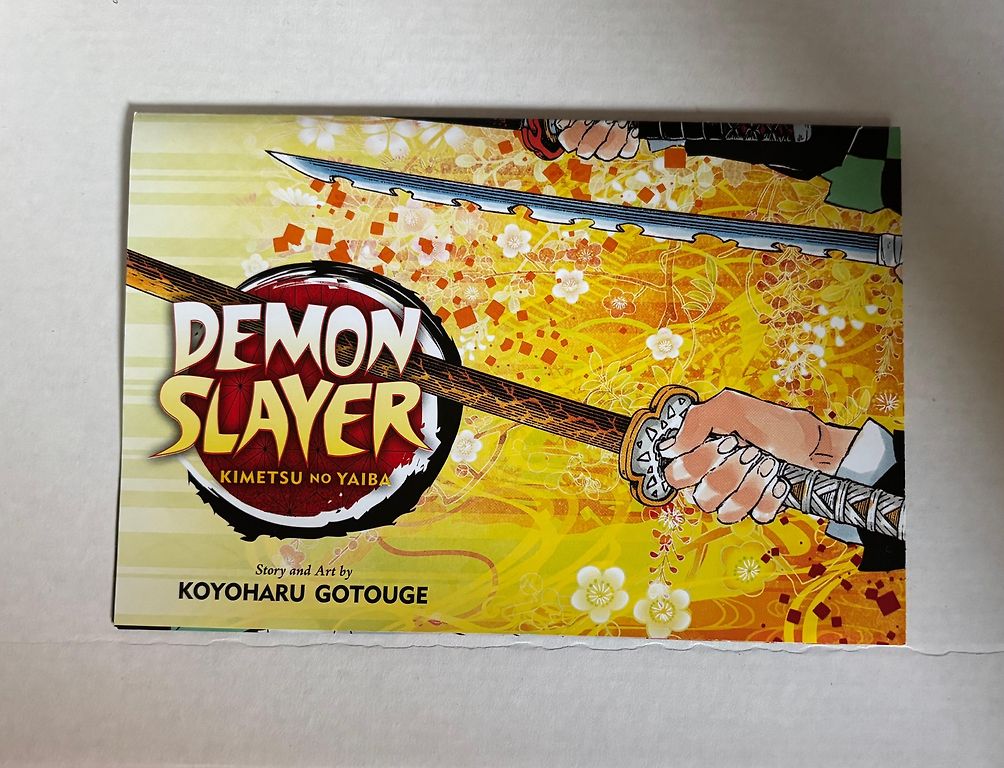 DEMON
SLAYER
KIMETSU NO YAIBA
Story and Art by
KOYOHARU GOTOUGE